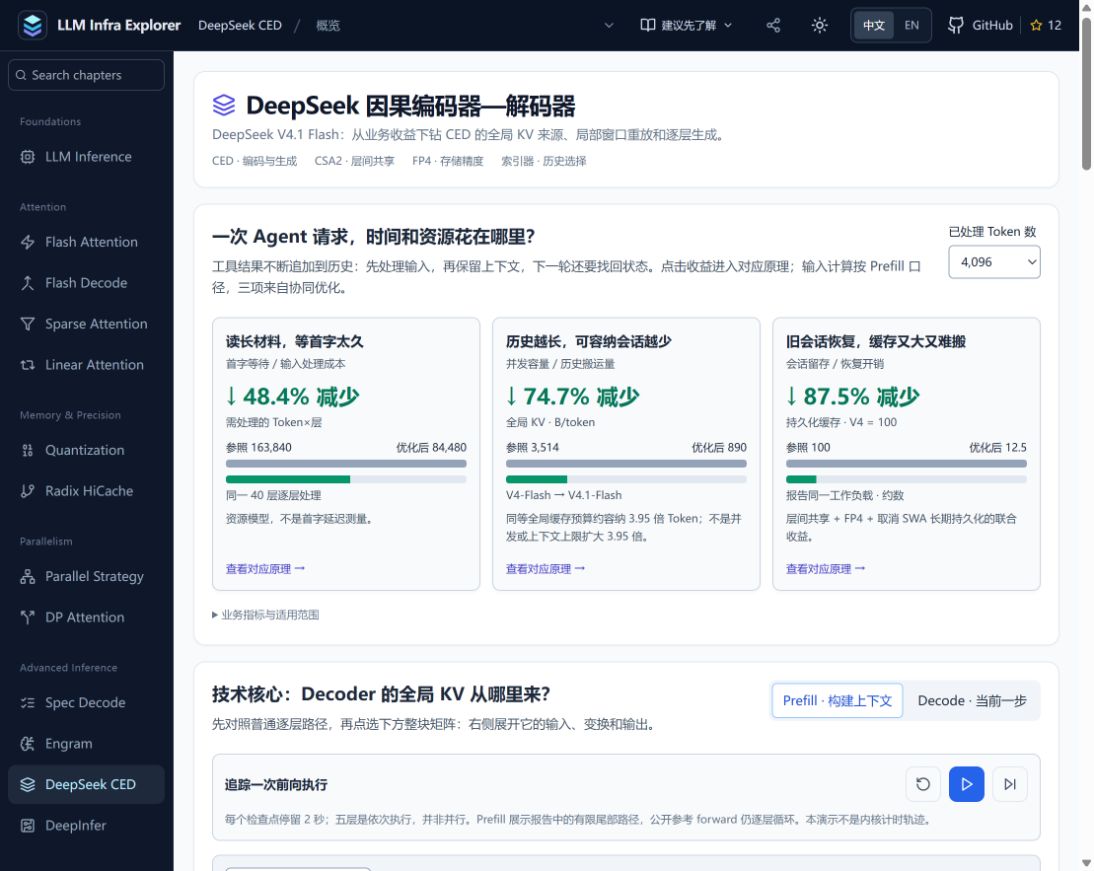 LLM Infra Explorer DeepSeek CED / 概览 建议先了解 中文 EN GitHub 12
Search chapters
Foundations
LLM Inference
Attention
Flash Attention
Flash Decode
Sparse Attention
Linear Attention
Memory & Precision
Quantization
Radix HiCache
Parallelism
Parallel Strategy
DP Attention
Advanced Inference
Spec Decode
Engram
DeepSeek CED
DeepInfer
DeepSeek 因果编码器—解码器
DeepSeek V4.1 Flash：从业务收益下钻 CED 的全局 KV 来源、局部窗口重放和逐层生成。
CED · 编码与生成 CSA2 · 层间共享 FP4 · 存储精度 索引器 · 历史选择
一次 Agent 请求，时间和资源花在哪里？
工具结果不断追加到历史：先处理输入，再保留上下文，下一轮还要找回状态。点击收益进入对应原理；输入计算按 Prefill 口
径，三项来自协同优化。
已处理 Token 数
4,096
读长材料，等首字太久
首字等待 / 输入处理成本
↓ 48.4% 减少
需处理的 Token×层
参照 163,840 优化后 84,480
同一 40 层逐层处理
资源模型，不是首字延迟测量。
查看对应原理 →
历史越长，可容纳会话越少
并发容量 / 历史搬运量
↓ 74.7% 减少
全局 KV · B/token
参照 3,514 优化后 890
V4-Flash → V4.1-Flash
同等全局缓存预算约容纳 3.95 倍 Token；不是并
发或上下文上限扩大 3.95 倍。
查看对应原理 →
旧会话恢复，缓存又大又难搬
会话留存 / 恢复开销
↓ 87.5% 减少
持久化缓存 · V4 = 100
参照 100 优化后 12.5
报告同一工作负载 · 约数
层间共享 + FP4 + 取消 SWA 长期持久化的联合
收益。
查看对应原理 →
▶ 业务指标与适用范围
技术核心：Decoder 的全局 KV 从哪里来？
先对照普通逐层路径，再点选下方整块矩阵：右侧展开它的输入、变换和输出。
Prefill · 构建上下文 Decode · 当前一步
追踪一次前向执行
每个检查点停留 2 秒；五层是依次执行，并非并行。Prefill 展示报告中的有限尾部路径，公开参考 forward 仍逐层循环。本演示不是内核计时轨迹。